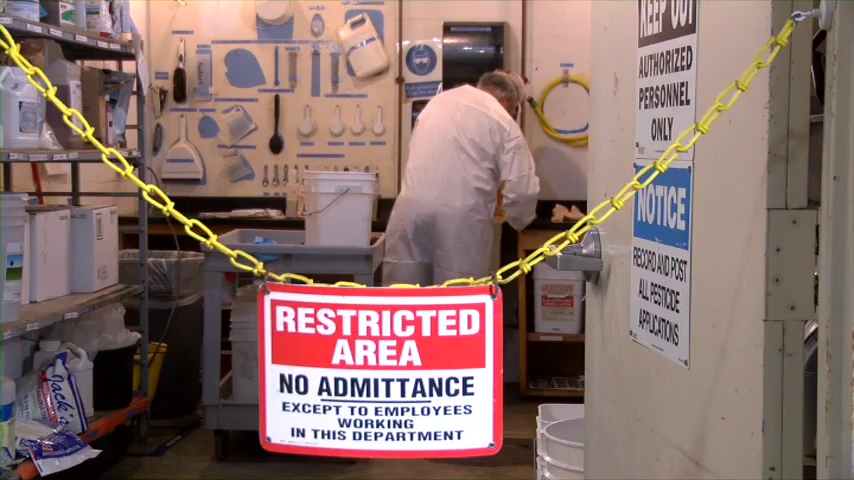 KEEP OUT
AUTHORIZED
PERSONNEL
ONLY
NOTICE
RECORD AND POST
ALL PESTICIDE
APPLICATIONS
RESTRICTED
AREA
NO ADMITTANCE
EXCEPT TO EMPLOYEES
WORKING
IN THIS DEPARTMENT
Jack's